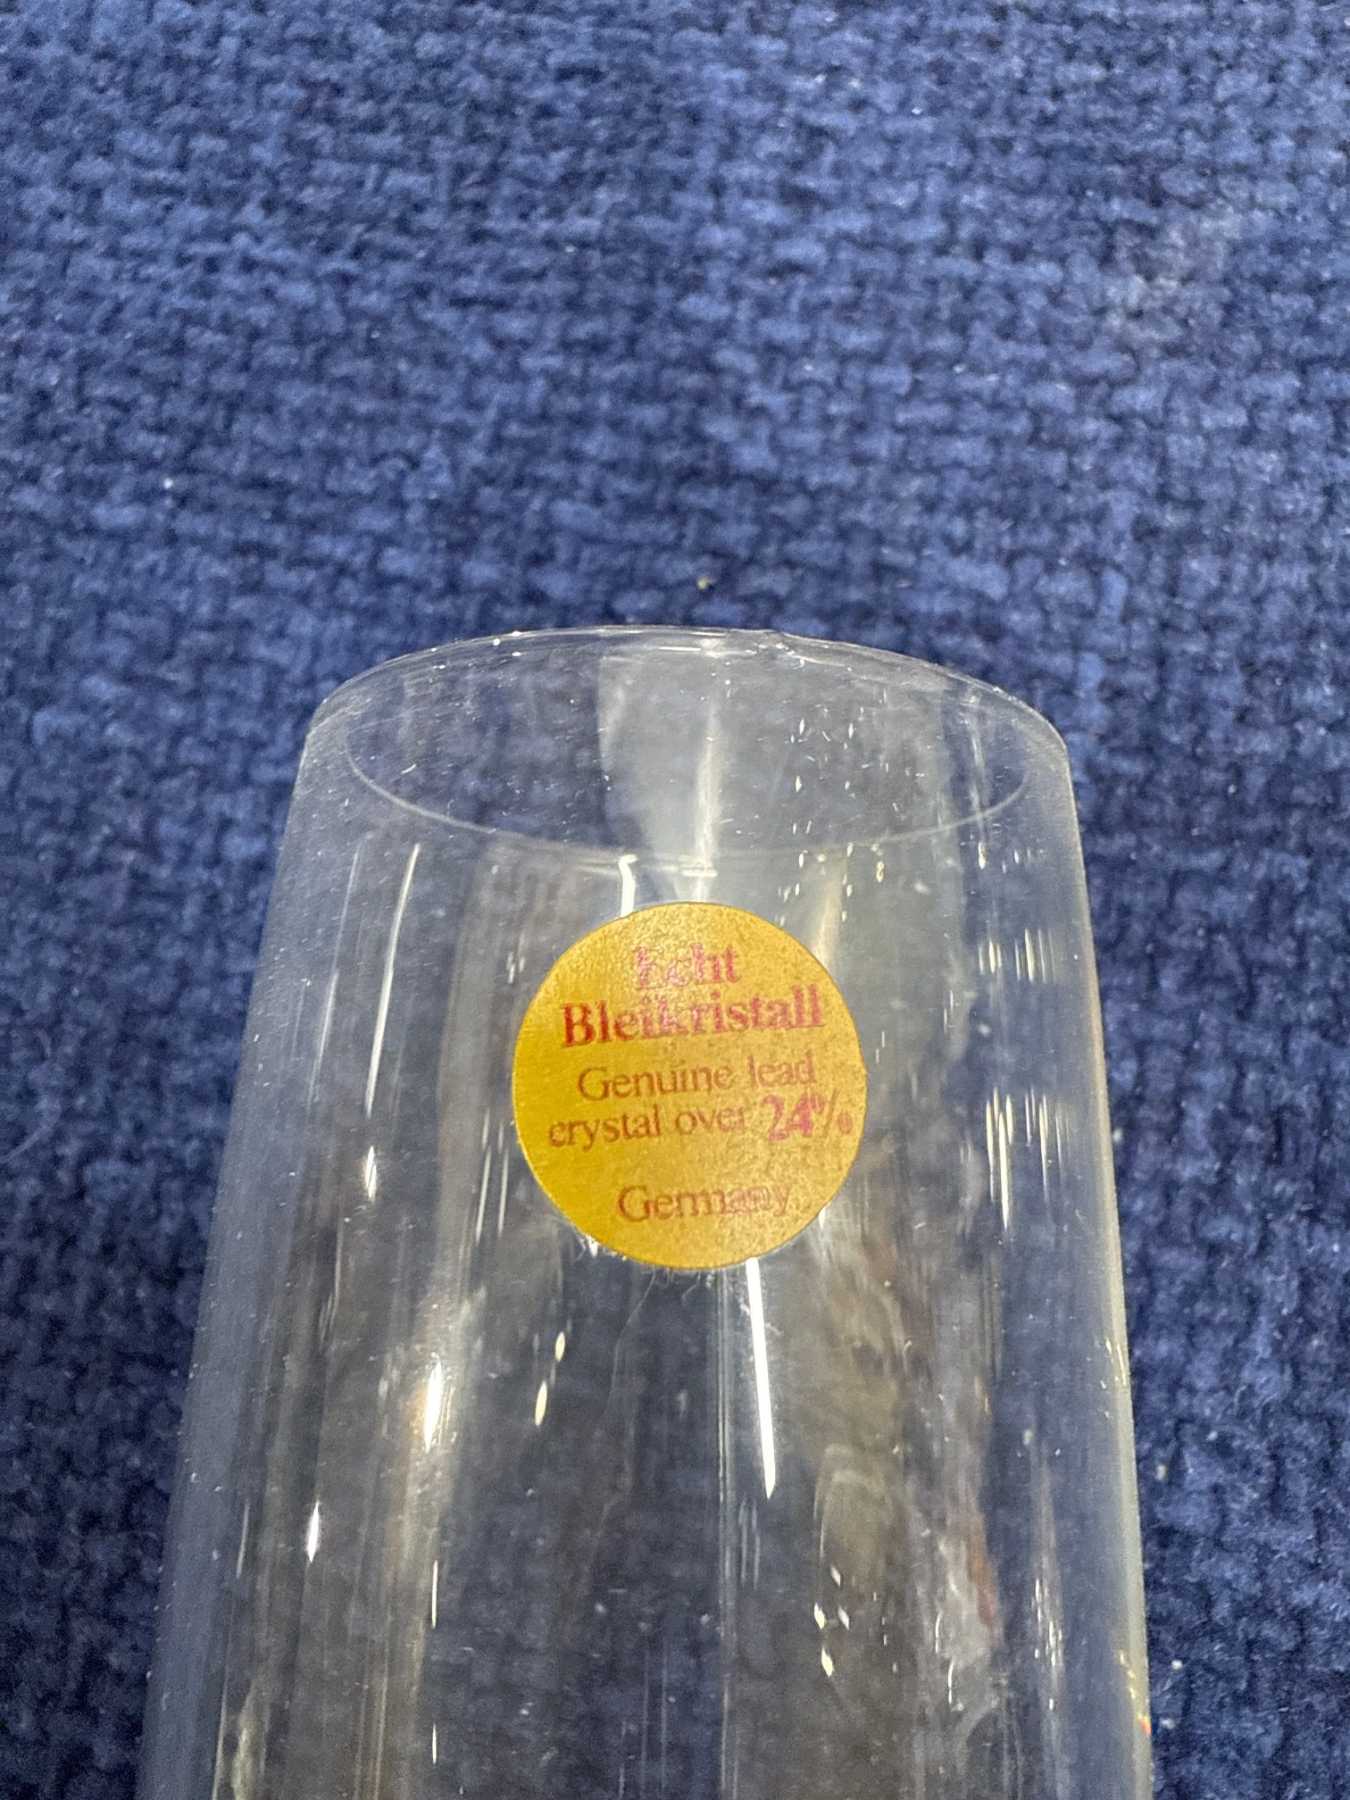 Echt
Bleikristall
Genuine lead
crystal over 24%
Germany